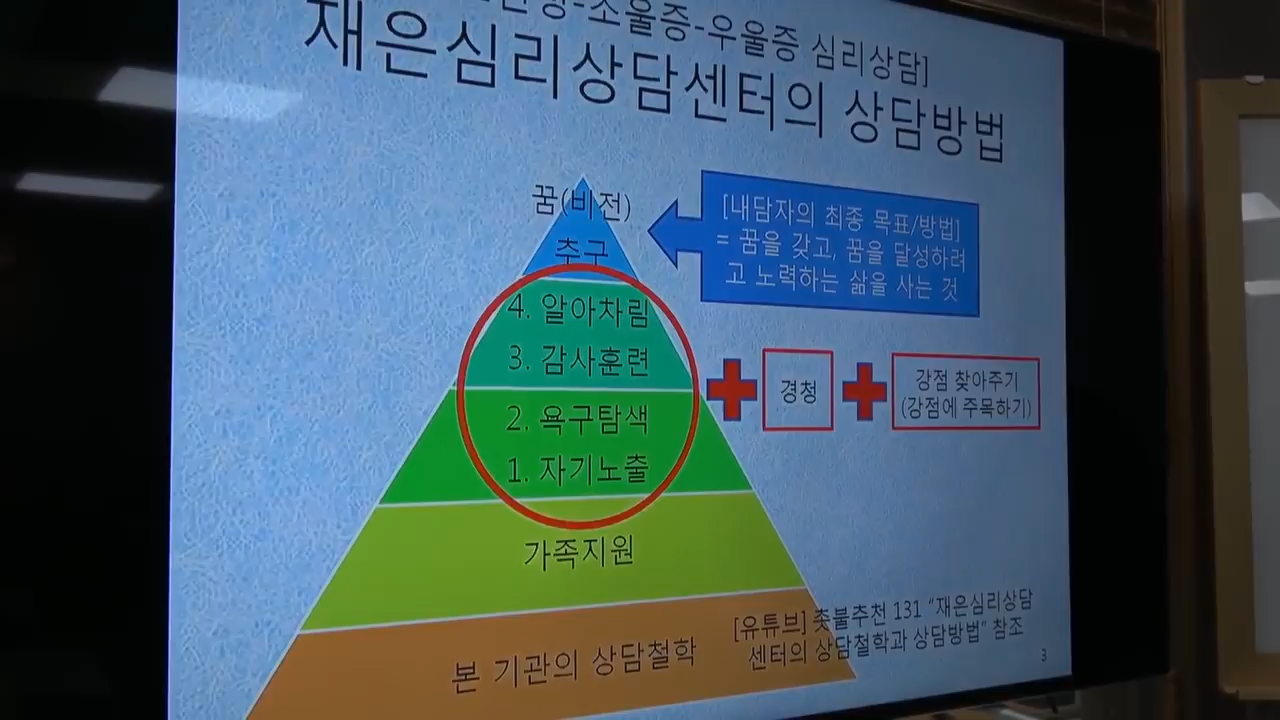 조울증-우울증 심리상담]
재은심리상담센터의 상담방법
꿈(비전)
추구
[내담자의 최종 목표/방법]
= 꿈을 갖고, 꿈을 달성하려
고 노력하는 삶을 사는 것
4. 알아차림
3. 감사훈련
2. 욕구탐색
1. 자기노출
경청
강점 찾아주기
(강점에 주목하기)
가족지원
본 기관의 상담철학
[유튜브] 촛불추천 131 "재은심리상담
센터의 상담철학과 상담방법" 참조
3